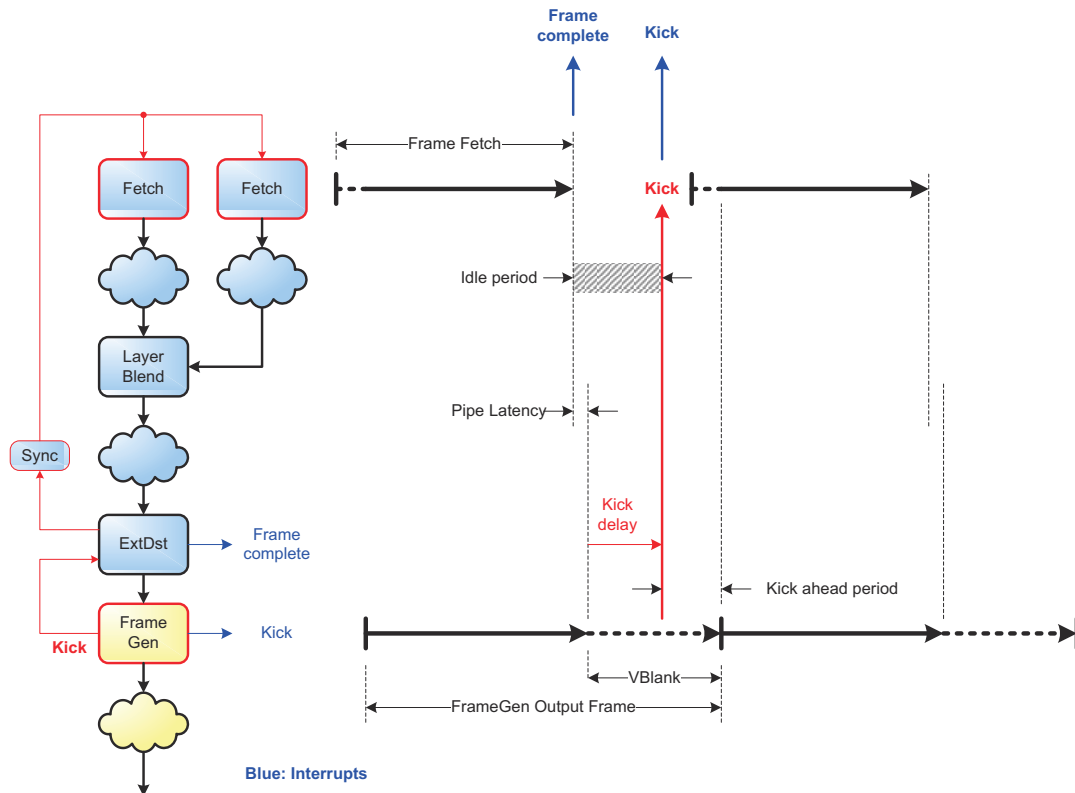 Frame
complete
Kick
Frame Fetch
Fetch
Fetch
Kick
Idle period
Layer
Blend
Pipe Latency
Sync
Kick
delay
ExtDst
Frame
complete
Kick ahead period
Frame
Gen
Kick
Kick
VBlank
FrameGen Output Frame
Blue: Interrupts